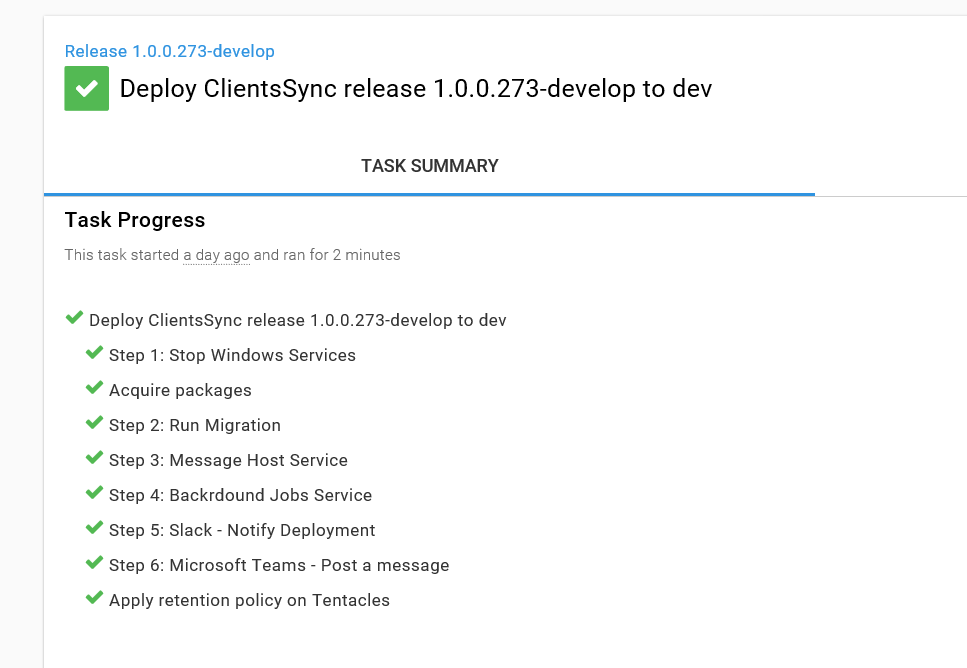 Release 1.0.0.273-develop
Deploy ClientsSync release 1.0.0.273-develop to dev
TASK SUMMARY
Task Progress
This task started a day ago and ran for 2 minutes
Deploy ClientsSync release 1.0.0.273-develop to dev
Step 1: Stop Windows Services
Acquire packages
Step 2: Run Migration
Step 3: Message Host Service
Step 4: Backrdound Jobs Service
Step 5: Slack - Notify Deployment
Step 6: Microsoft Teams - Post a message
Apply retention policy on Tentacles